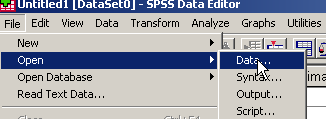 Untitled1 [DataSet0] - SPSS Data Editor
File Edit View Data Transform Analyze Graphs Utilities
New
Open Data...
Open Database Syntax...
Read Text Data... Output...
Script...